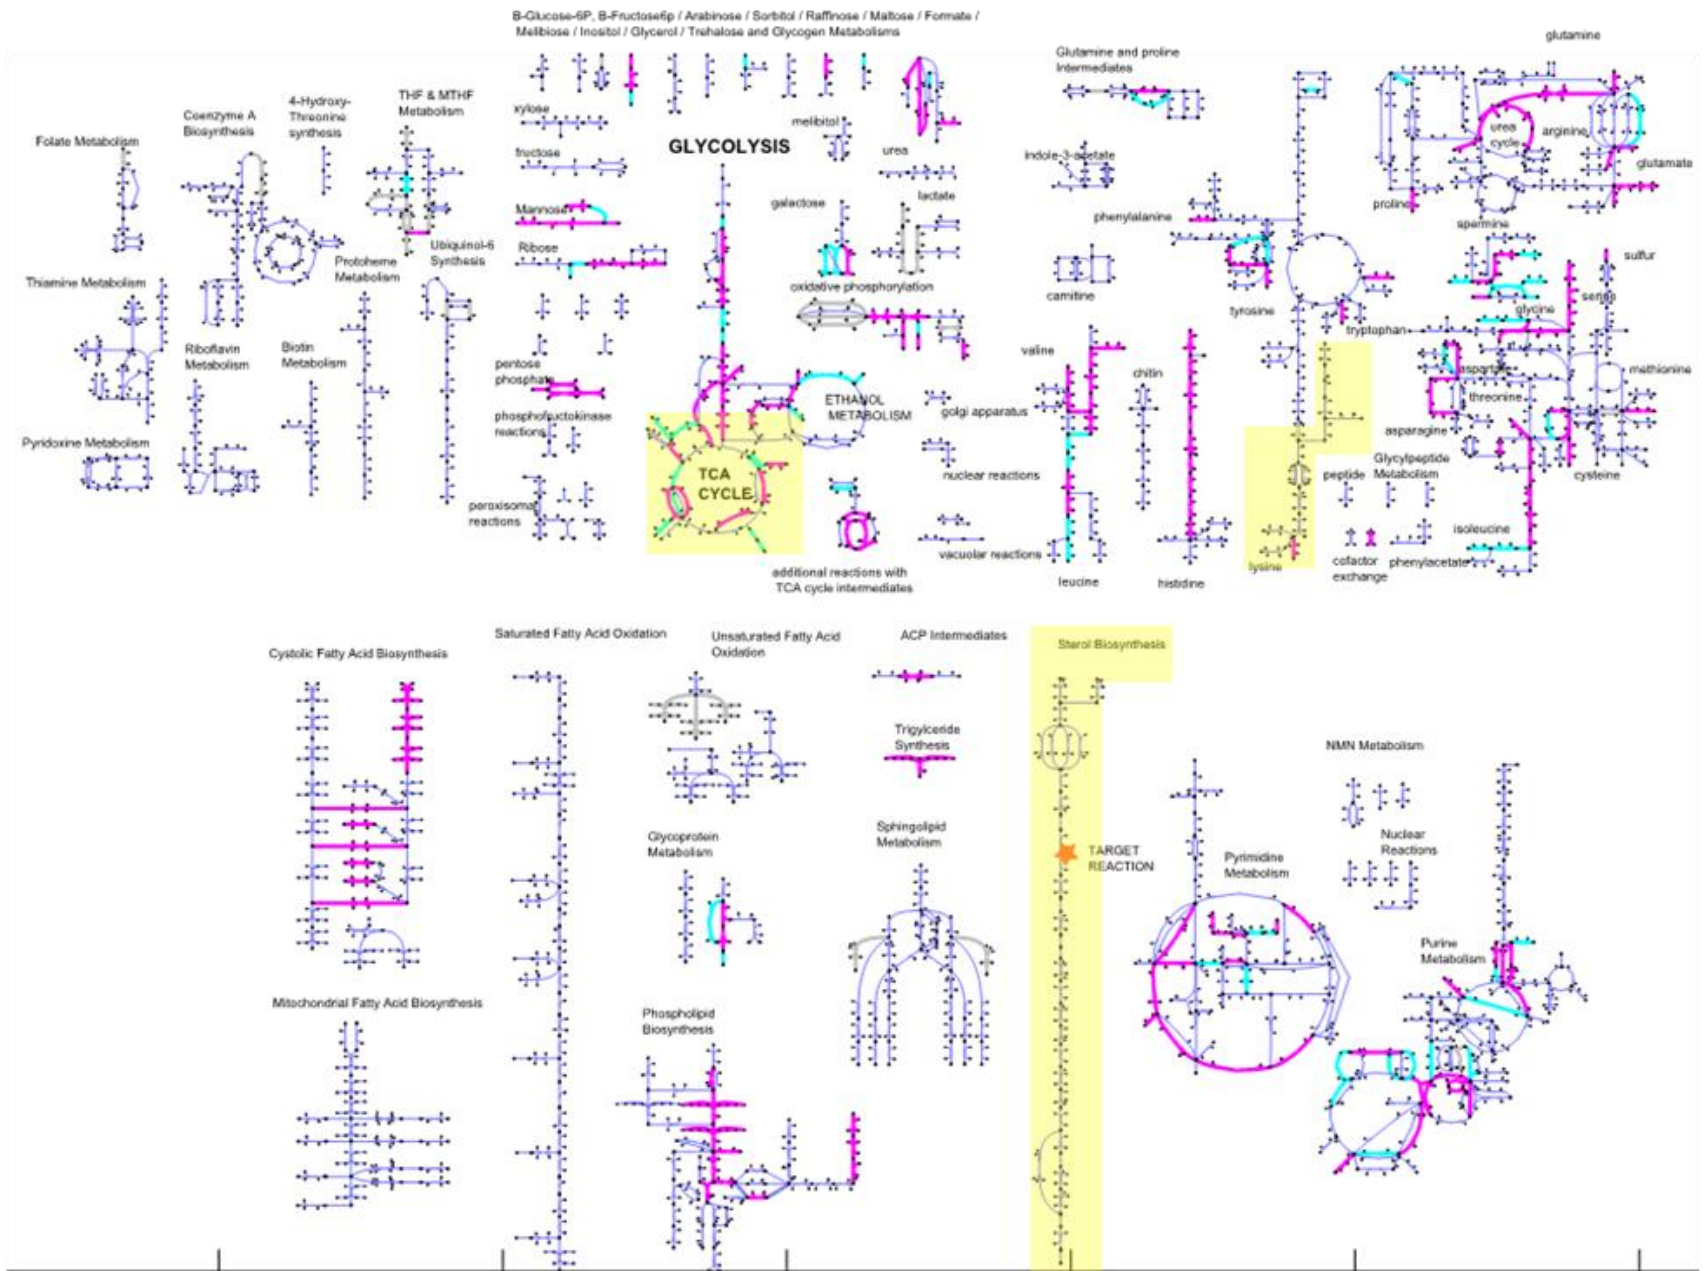 B-Glucose-6P, B-Fructose6p / Arabinose / Sorbitol / Raffinose / Maltose / Formate /
Melibiose / Inositol / Glycerol / Trehalose and Glycogen Metabolisms
glutamine
Glutamine and proline
Intermediates
THF & MTHF
Metabolism
4-Hydroxy-
Threonine
synthesis
Coenzyme A
Biosynthesis
Folate Metabolism
xylose
melibitol
urea
cycle
arginine
GLYCOLYSIS
fructose
urea
indole-3-acetate
glutamate
lactate
galactose
proline
Mannose
phenylalanine
spermine
Ribose
Ubiquinol-6
Synthesis
Protoheme
Metabolism
sulfur
Thiamine Metabolism
oxidative phosphorylation
carnitine
serine
tyrosine
glycine
tryptophan
Riboflavin
Metabolism
Biotin
Metabolism
valine
pentose
phosphate
chitin
aspartate
methionine
ETHANOL
METABOLISM
threonine
golgi apparatus
phosphofructokinase
reactions
asparagine
Pyridoxine Metabolism
TCA
CYCLE
nuclear reactions
peptide
Glycylpeptide
Metabolism
cysteine
peroxisomal
reactions
isoleucine
vacuolar reactions
lysine
cofactor
exchange
phenylacetate
additional reactions with
TCA cycle intermediates
leucine
histidine
Saturated Fatty Acid Oxidation
Unsaturated Fatty Acid
Oxidation
ACP Intermediates
Sterol Biosynthesis
Cystolic Fatty Acid Biosynthesis
Trigylceride
Synthesis
NMN Metabolism
Glycoprotein
Metabolism
Sphingolipid
Metabolism
TARGET
REACTION
Pyrimidine
Metabolism
Nuclear
Reactions
Purine
Metabolism
Mitochondrial Fatty Acid Biosynthesis
Phospholipid
Biosynthesis